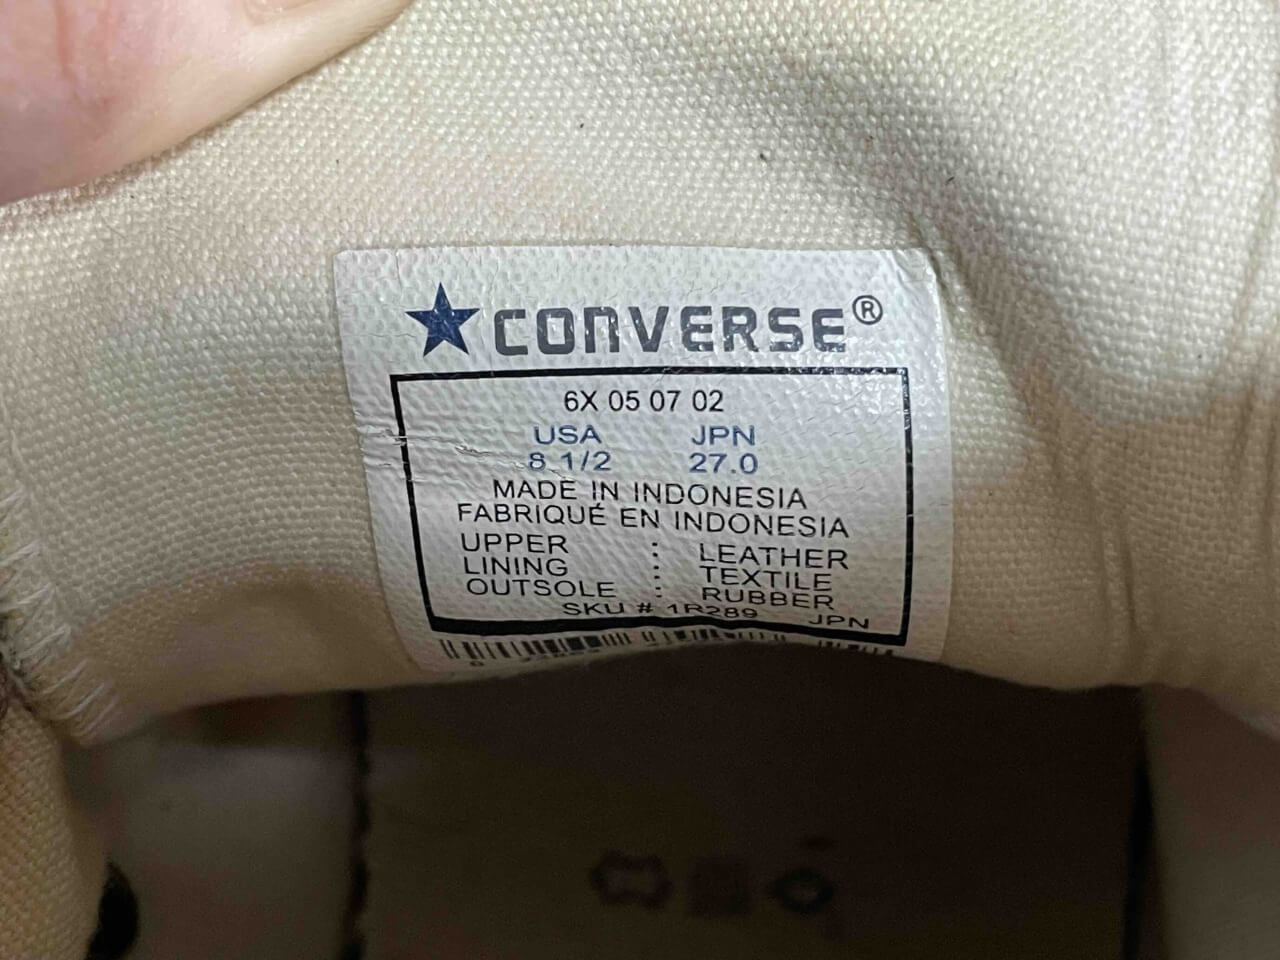 CONVERSE®
6X 05 07 02
USA JPN
8 1/2 27.0
MADE IN INDONESIA
FABRIQUÉ EN INDONESIA
UPPER : LEATHER
LINING : TEXTILE
OUTSOLE : RUBBER
SKU # 1R289 JPN